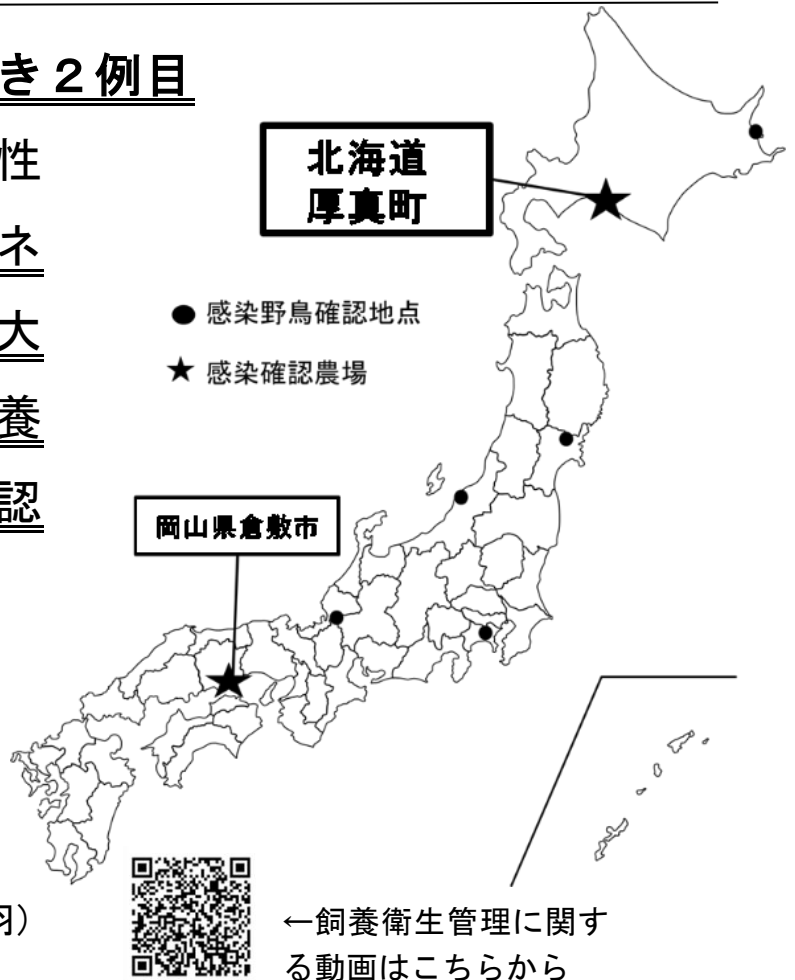 き２例目
性
北海道
厚真町
ネ
大
● 感染野鳥確認地点
★ 感染確認農場
養
認
岡山県倉敷市
羽）
←飼養衛生管理に関す
る動画はこちらから